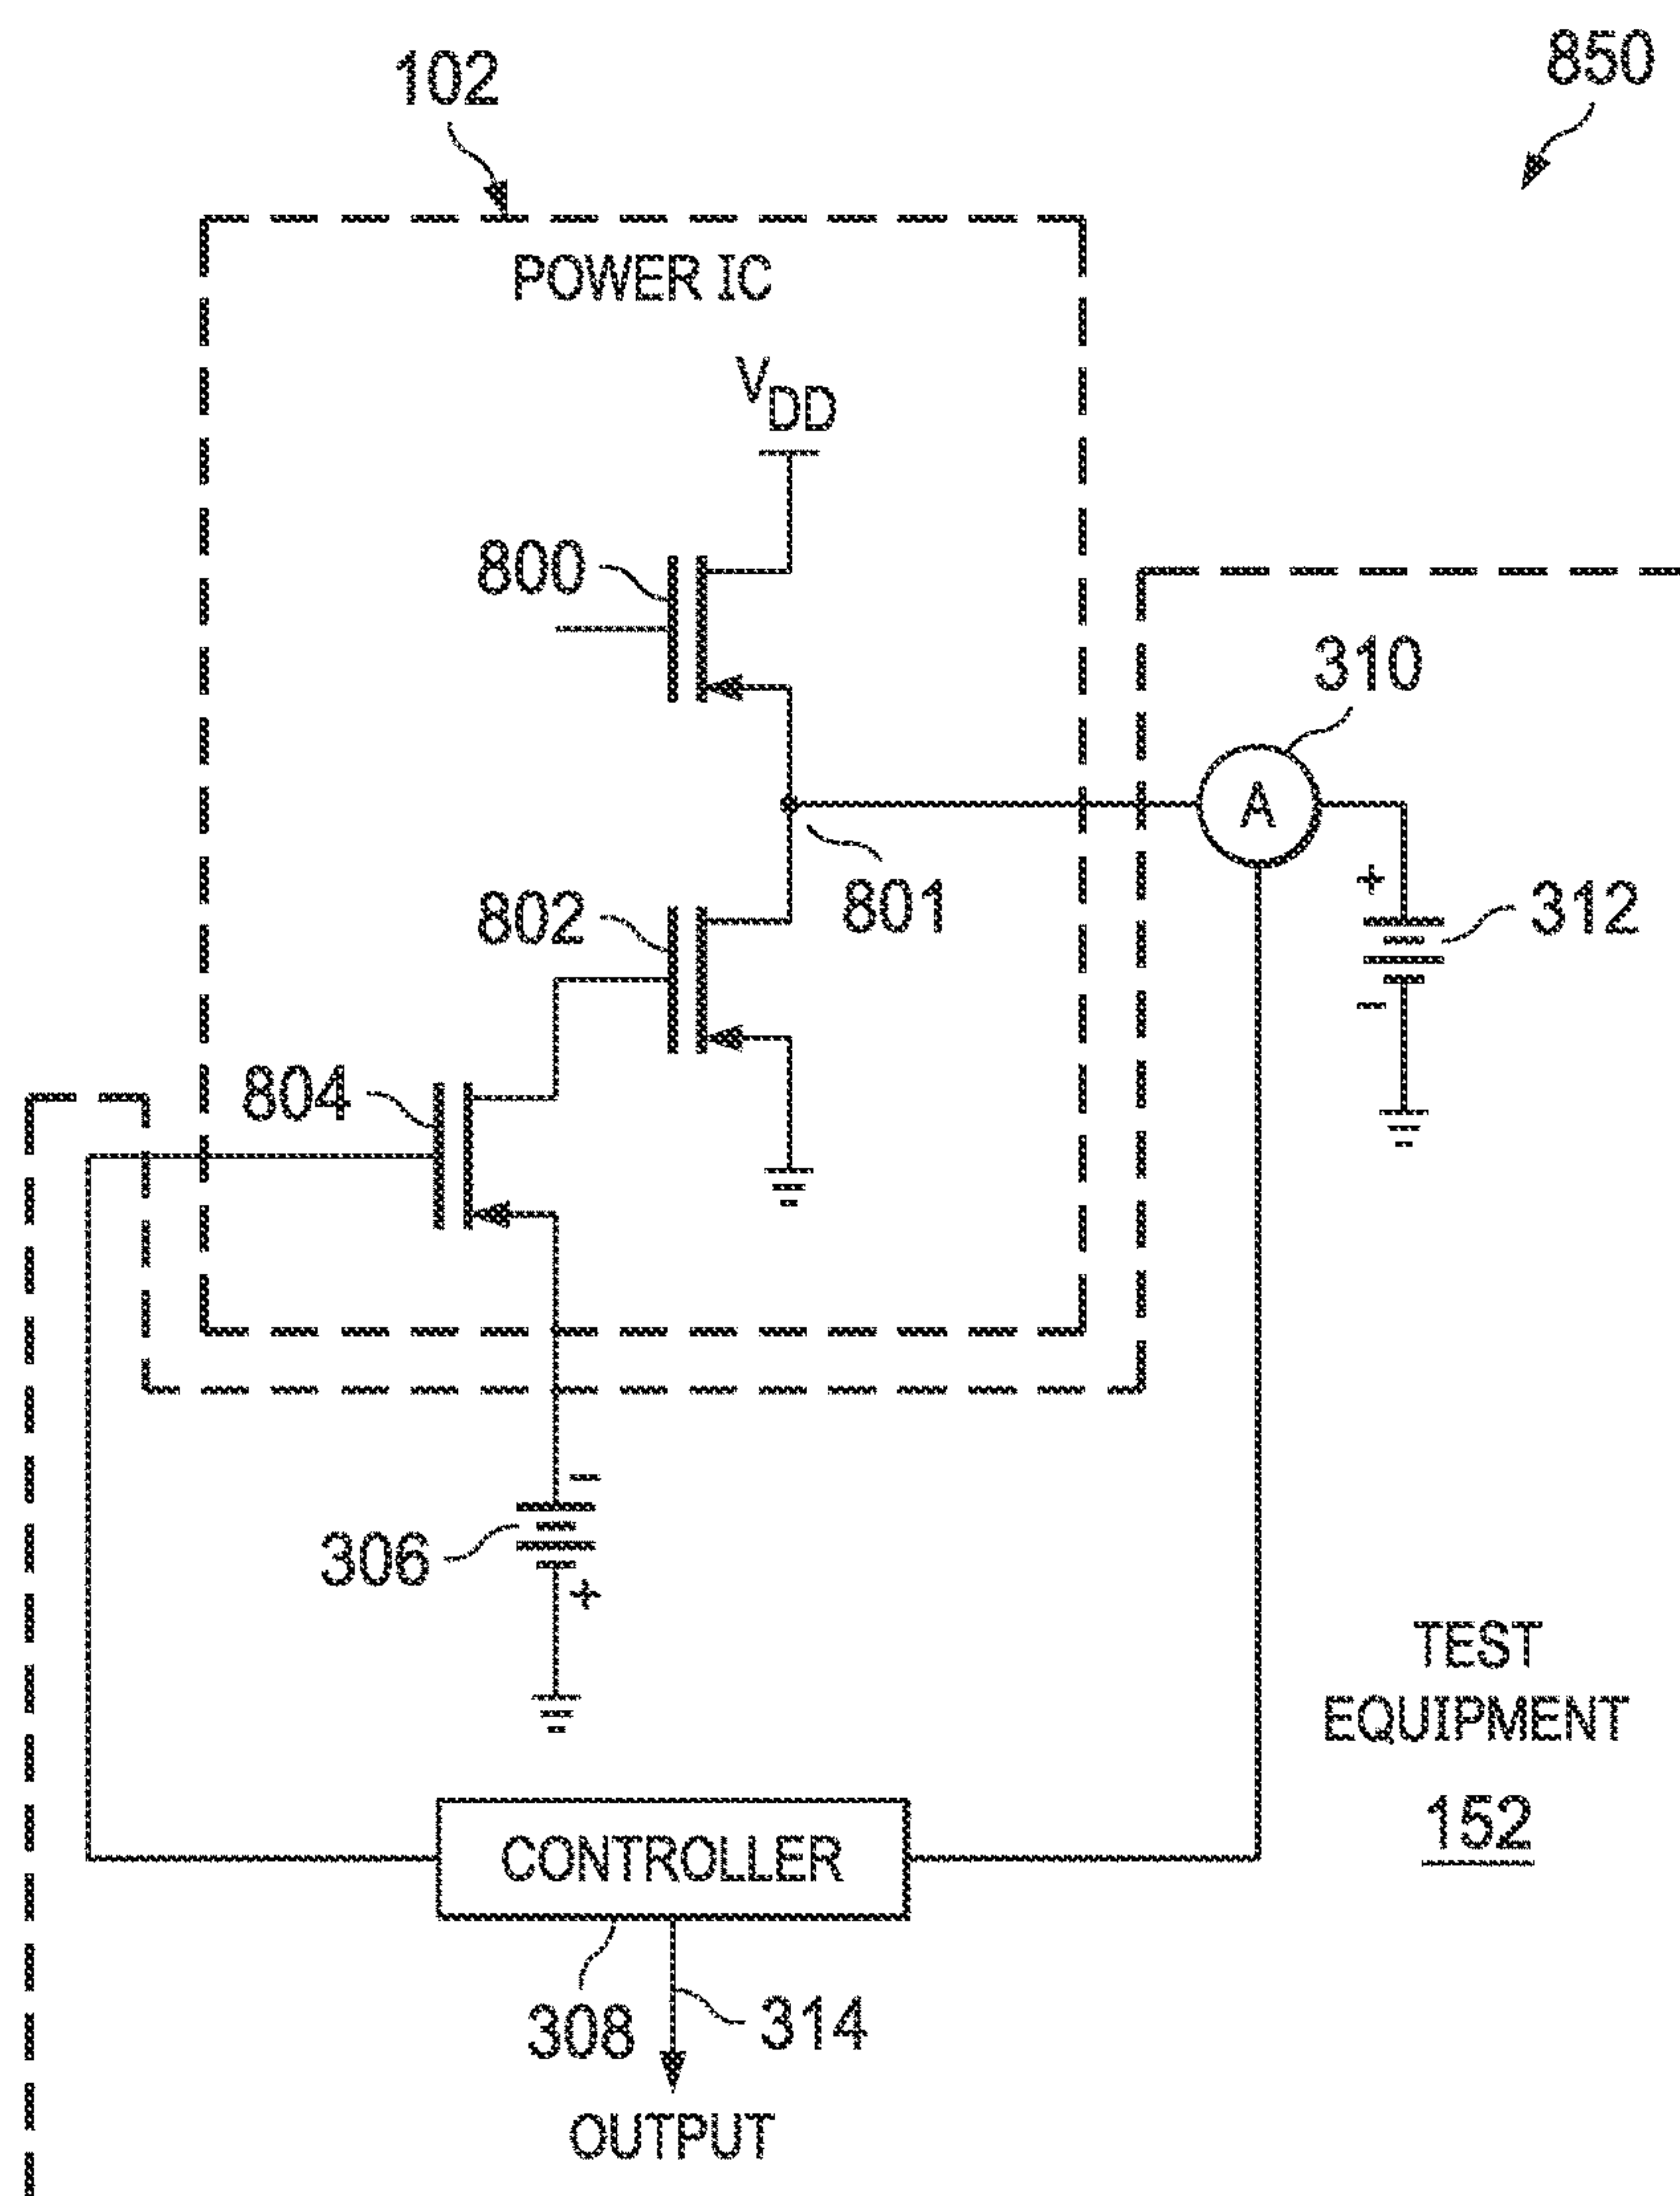 102
850
POWER IC
VDD
800
310
A
801
802
+
312
−
804
−
306
+
TEST
EQUIPMENT
152
CONTROLLER
308
314
OUTPUT